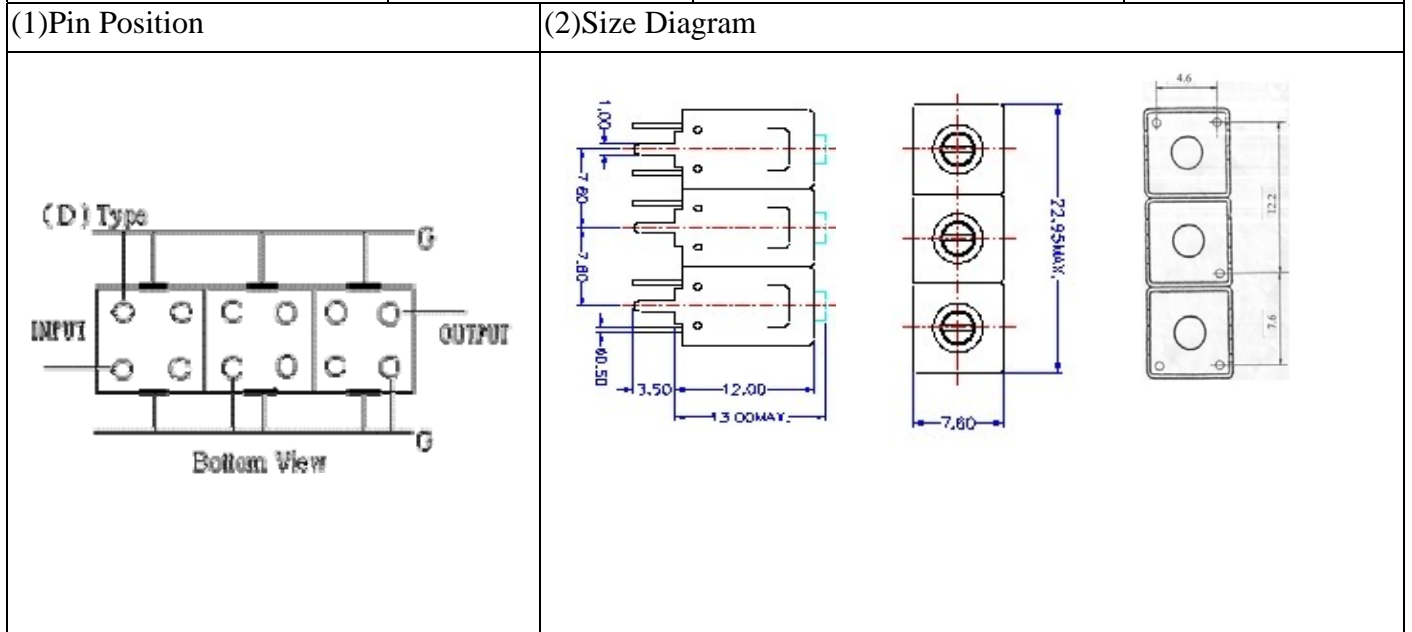 (1)Pin Position
(2)Size Diagram
(D) Type
G
INPUT
OUTPUT
G
Bottom View
1.00
7.60
7.60
ϕ0.50
3.50
12.00
13.00MAX.
22.95MAX.
7.60
4.6
12.2
7.6